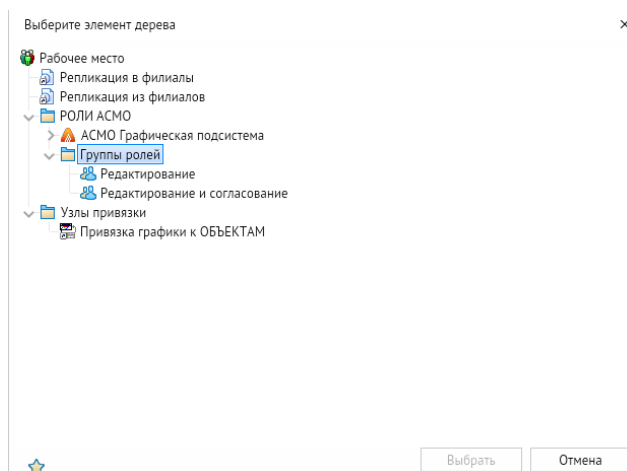 Выберите элемент дерева
Рабочее место
Репликация в филиалы
Репликация из филиалов
РОЛИ АСМО
АСМО Графическая подсистема
Группы ролей
Редактирование
Редактирование и согласование
Узлы привязки
Привязка графики к ОБЪЕКТАМ
Выбрать
Отмена